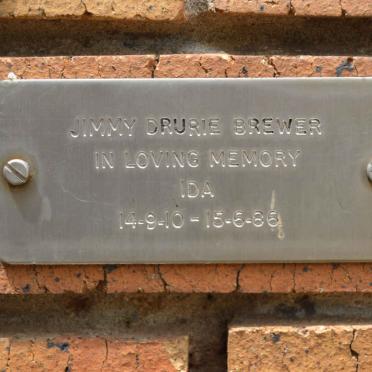 JIMMY DRURIE BREWER
IN LOVING MEMORY
IDA
14-9-10 - 15-6-86